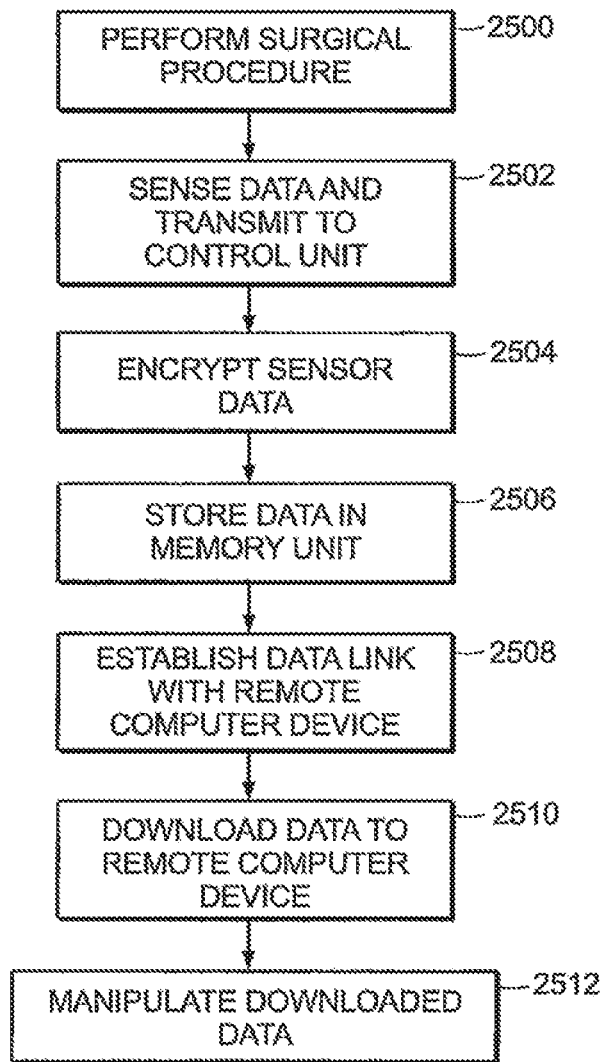 PERFORM SURGICAL
PROCEDURE
2500
SENSE DATA AND
TRANSMIT TO
CONTROL UNIT
2502
ENCRYPT SENSOR
DATA
2504
STORE DATA IN
MEMORY UNIT
2506
ESTABLISH DATA LINK
WITH REMOTE
COMPUTER DEVICE
2508
DOWNLOAD DATA TO
REMOTE COMPUTER
DEVICE
2510
MANIPULATE DOWNLOADED
DATA
2512